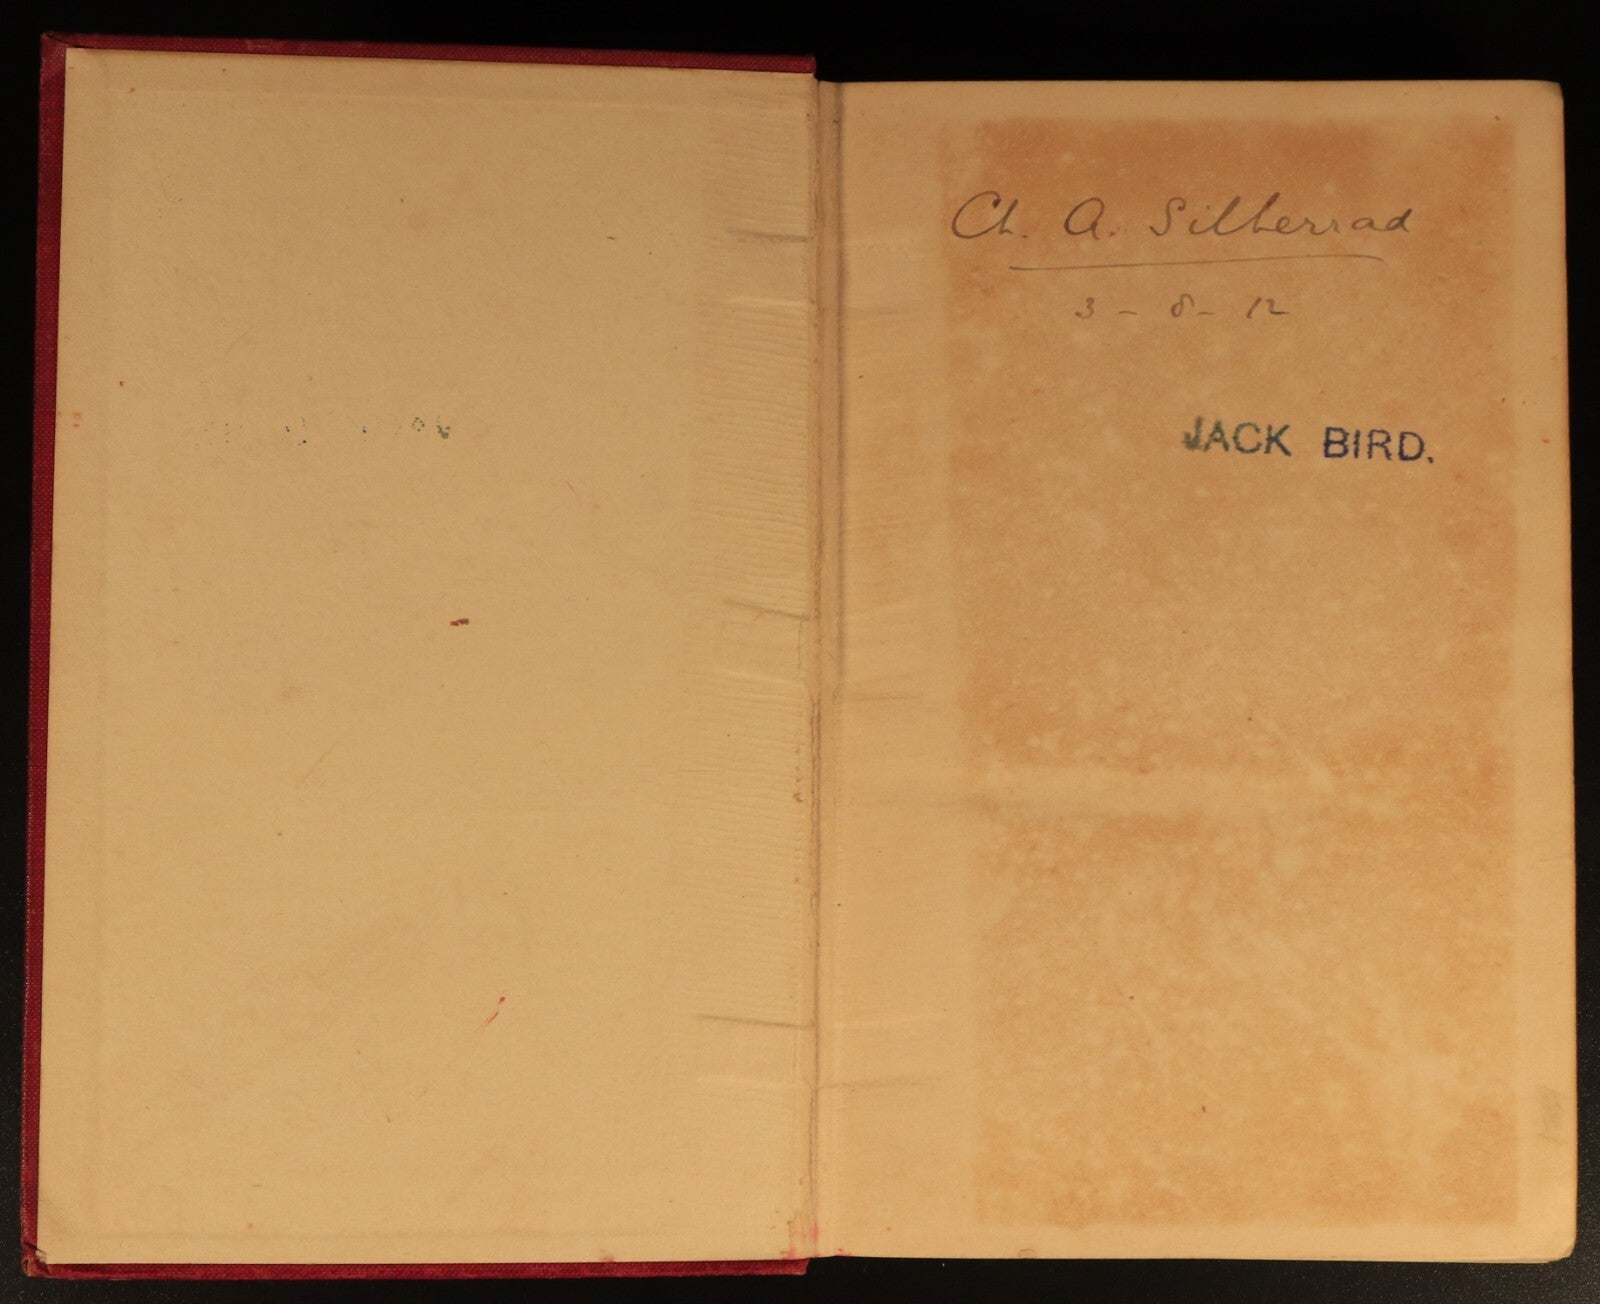 Ch. A. Silberrad
3 - 8 - 12
JACK BIRD.